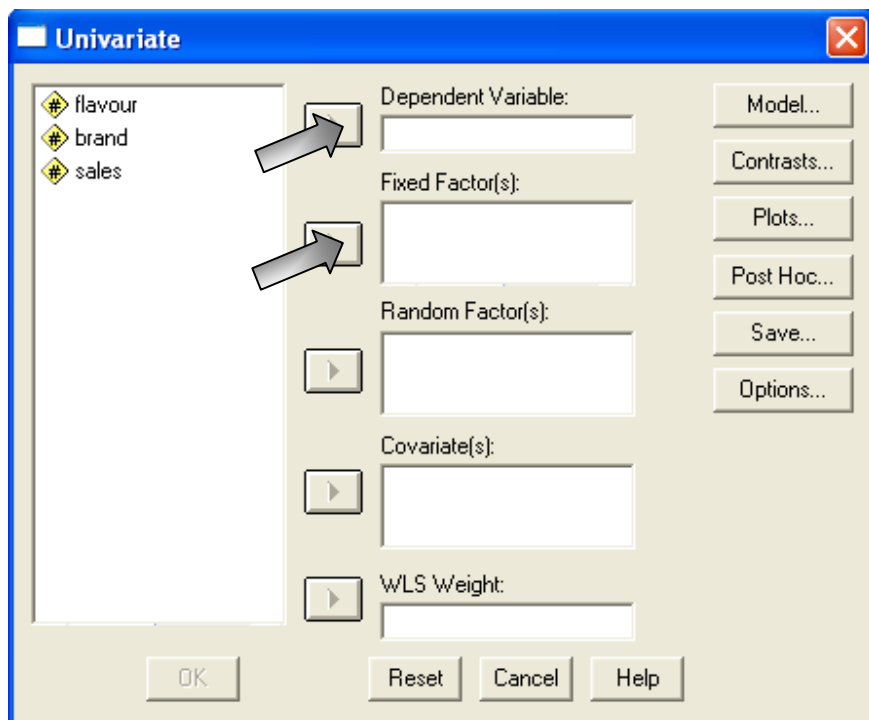 Univariate
flavour
brand
sales
Dependent Variable:
Fixed Factor(s):
Random Factor(s):
Covariate(s):
WLS Weight:
Model...
Contrasts...
Plots...
Post Hoc...
Save...
Options...
OK
Reset
Cancel
Help